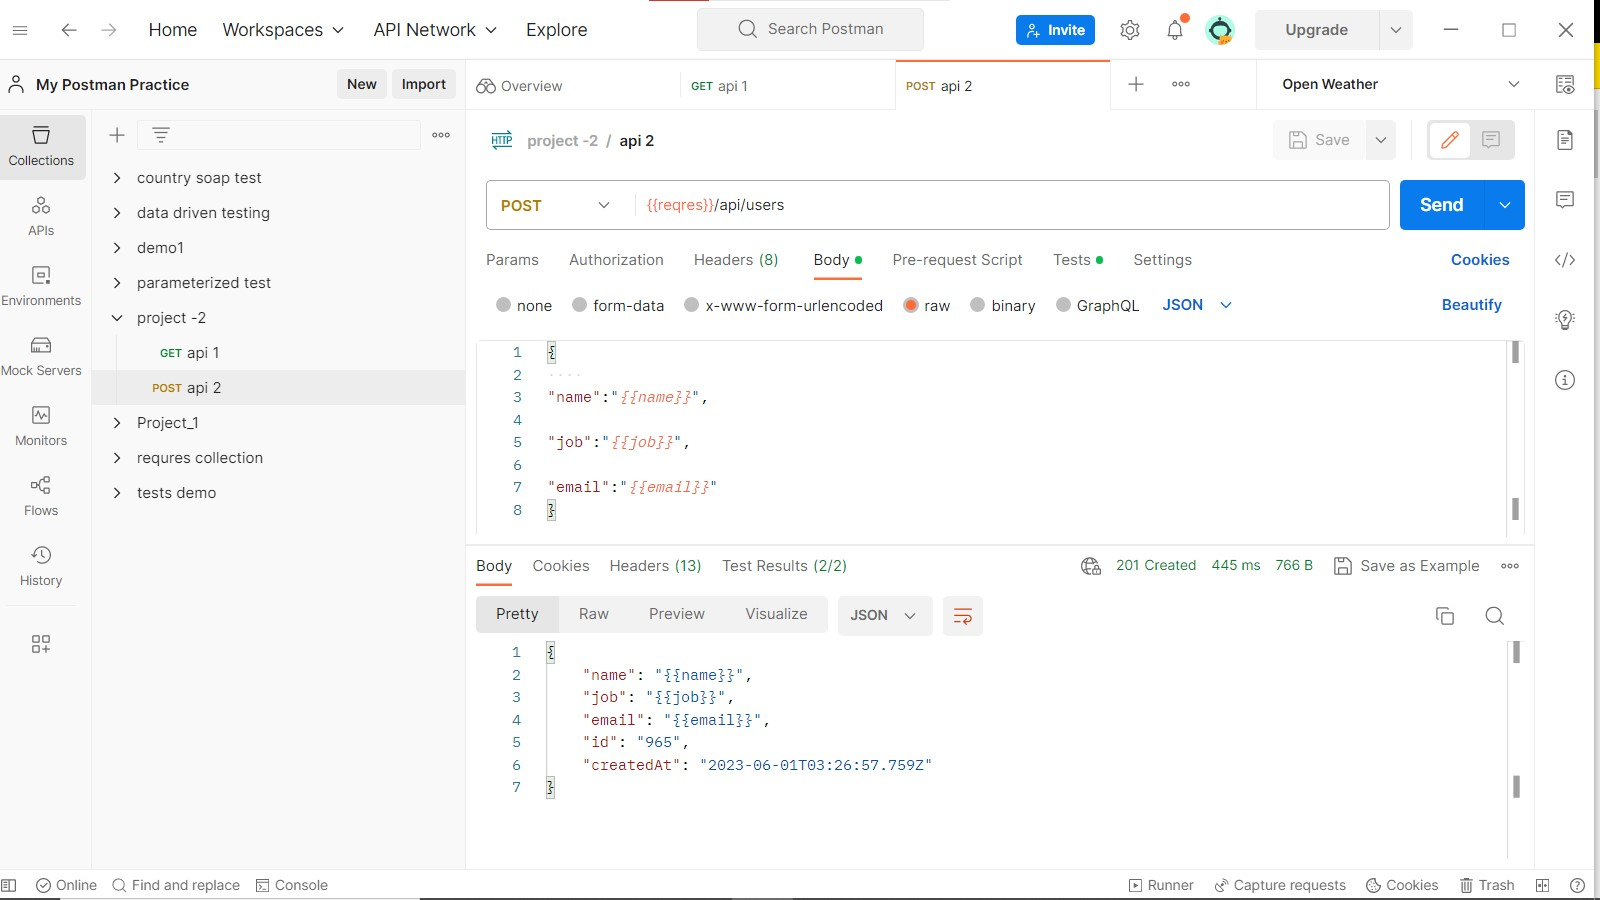 Home Workspaces API Network Explore Search Postman Invite Upgrade
My Postman Practice New Import Overview GET api 1 POST api 2 Open Weather
Collections
APIs
Environments
Mock Servers
Monitors
Flows
History
country soap test
data driven testing
demo1
parameterized test
project -2
GET api 1
POST api 2
Project_1
requres collection
tests demo
HTTP project -2 / api 2 Save
POST {{reqres}}/api/users Send
Params Authorization Headers (8) Body Pre-request Script Tests Settings Cookies
none form-data x-www-form-urlencoded raw binary GraphQL JSON Beautify
1 {
2 ····
3 "name":"{{name}}",
4
5 "job":"{{job}}",
6
7 "email":"{{email}}"
8 }
Body Cookies Headers (13) Test Results (2/2) 201 Created 445 ms 766 B Save as Example
Pretty Raw Preview Visualize JSON
1 {
2 "name": "{{name}}",
3 "job": "{{job}}",
4 "email": "{{email}}",
5 "id": "965",
6 "createdAt": "2023-06-01T03:26:57.759Z"
7 }
Online Find and replace Console Runner Capture requests Cookies Trash